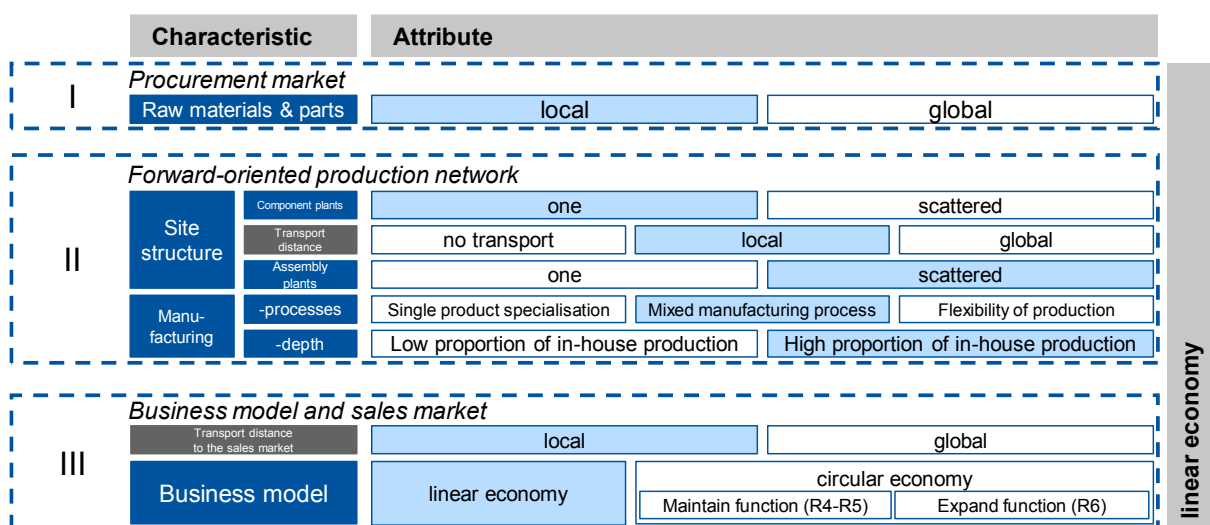 Characteristic Attribute
Procurement market
I
Raw materials & parts local global
Forward-oriented production network
II
Site
structure
Component plants one scattered
Transport
distance
no transport local global
Assembly
plants
one scattered
Manu-
facturing
-processes Single product specialisation Mixed manufacturing process Flexibility of production
-depth Low proportion of in-house production High proportion of in-house production
Business model and sales market
III
Transport distance
to the sales market
local global
Business model linear economy circular economy
Maintain function (R4-R5) Expand function (R6)
linear economy